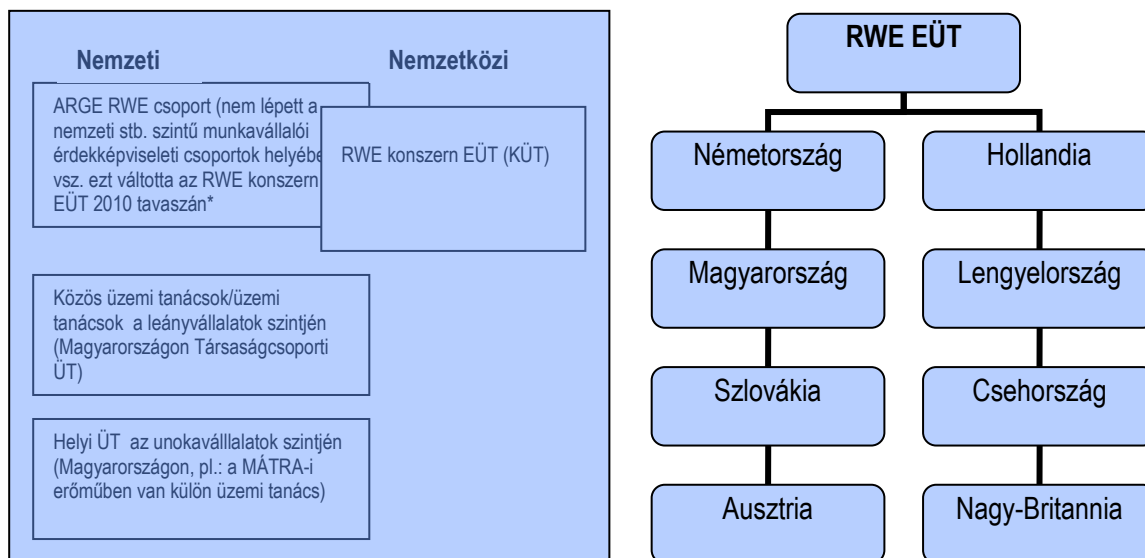 Nemzeti
Nemzetközi
ARGE RWE csoport (nem lépett a
nemzeti stb. szintű munkavállalói
érdekképviseleti csoportok helyébe
vsz. ezt váltotta az RWE konszern
EÜT 2010 tavaszán*
RWE konszern EÜT (KÜT)
Közös üzemi tanácsok/üzemi
tanácsok a leányvállalatok szintjén
(Magyarországon Társaságcsoporti
ÜT)
Helyi ÜT az unokaválllalatok szintjén
(Magyarországon, pl.: a MÁTRA-i
erőműben van külön üzemi tanács)
RWE EÜT
Németország
Hollandia
Magyarország
Lengyelország
Szlovákia
Csehország
Ausztria
Nagy-Britannia